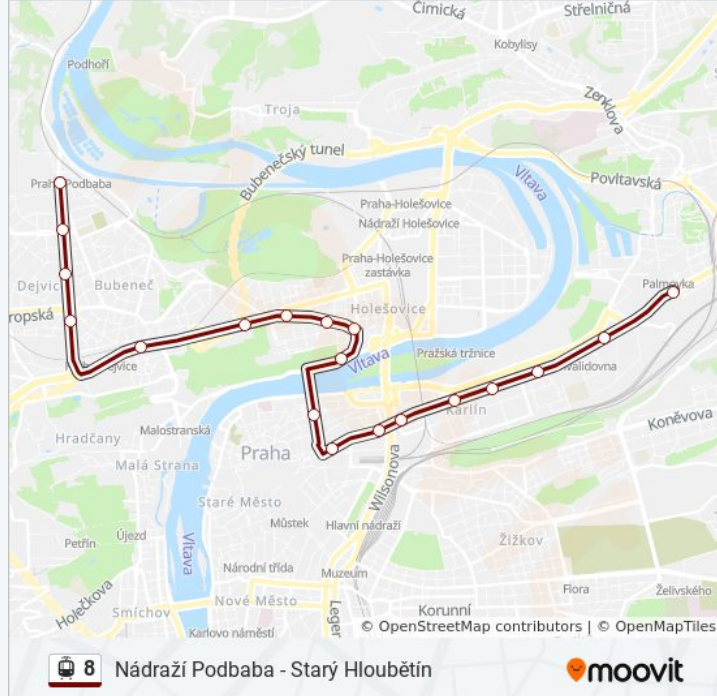 Čimická
Střelničná
Kobylisy
Podhoří
Troja
Zenklova
Bubenečský tunel
Vltava
Povltavská
Praha-Podbaba
Praha-Holešovice
Nádraží Holešovice
Praha-Holešovice
zastávka
Dejvic
Bubeneč
Palmovka
ropská
Holešovice
Vltava
Pražská tržnice
Karlín
Koněvova
Hradčany
Malostranská
Praha
Malá Strana
Wilsonova
Staré Město
Můstek
Hlavní nádraží
Žižkov
Petřín
Újezd
Vltava
Národní třída
Muzeum
Flora
Želivského
Holečkova
Smíchov
Nové Město
Leger
Korunní
Karlovo náměstí
© OpenStreetMap contributors | © OpenMapTiles
8 Nádraží Podbaba - Starý Hloubětín
moovit